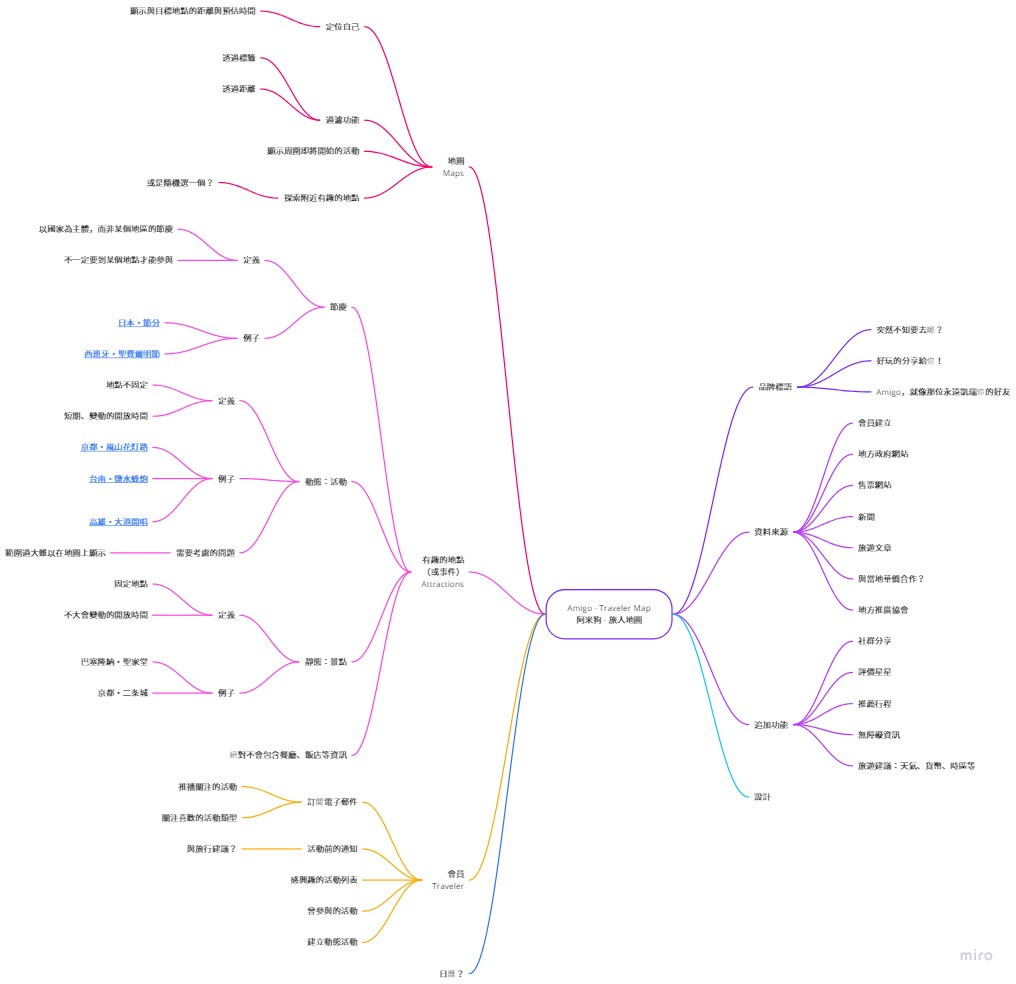 顯示與目標地點的距離與預估時間
定位自己
透過標籤
透過距離
過濾功能
顯示周圍即將開始的活動
或是隨機選一個？
探索附近有趣的地點
地圖
Maps
以國家為主體，而非某個地區的節慶
不一定要到某個地點才能參與
定義
日本・節分
西班牙・聖費爾明節
例子
節慶
地點不固定
短期、變動的開放時間
定義
京都・嵐山花灯路
台南・鹽水蜂炮
高雄・大港開唱
例子
範圍過大難以在地圖上顯示
需要考慮的問題
動態：活動
固定地點
不大會變動的開放時間
定義
巴塞隆納・聖家堂
京都・二条城
例子
靜態：景點
絕對不會包含餐廳、飯店等資訊
有趣的地點
（或事件）
Attractions
推播關注的活動
關注喜歡的活動類型
訂閱電子郵件
與旅行建議？
活動前的通知
感興趣的活動列表
曾參與的活動
建立動態活動
會員
Traveler
日曆？
Amigo - Traveler Map
阿米狗 - 旅人地圖
突然不知要去哪？
好玩的分享給你！
Amigo，就像那位永遠凱瑞你的好友
品牌標語
會員建立
地方政府網站
售票網站
新聞
旅遊文章
與當地華僑合作？
地方推廣協會
資料來源
社群分享
評價星星
推薦行程
無障礙資訊
旅遊建議：天氣、貨幣、時區等
追加功能
設計
miro